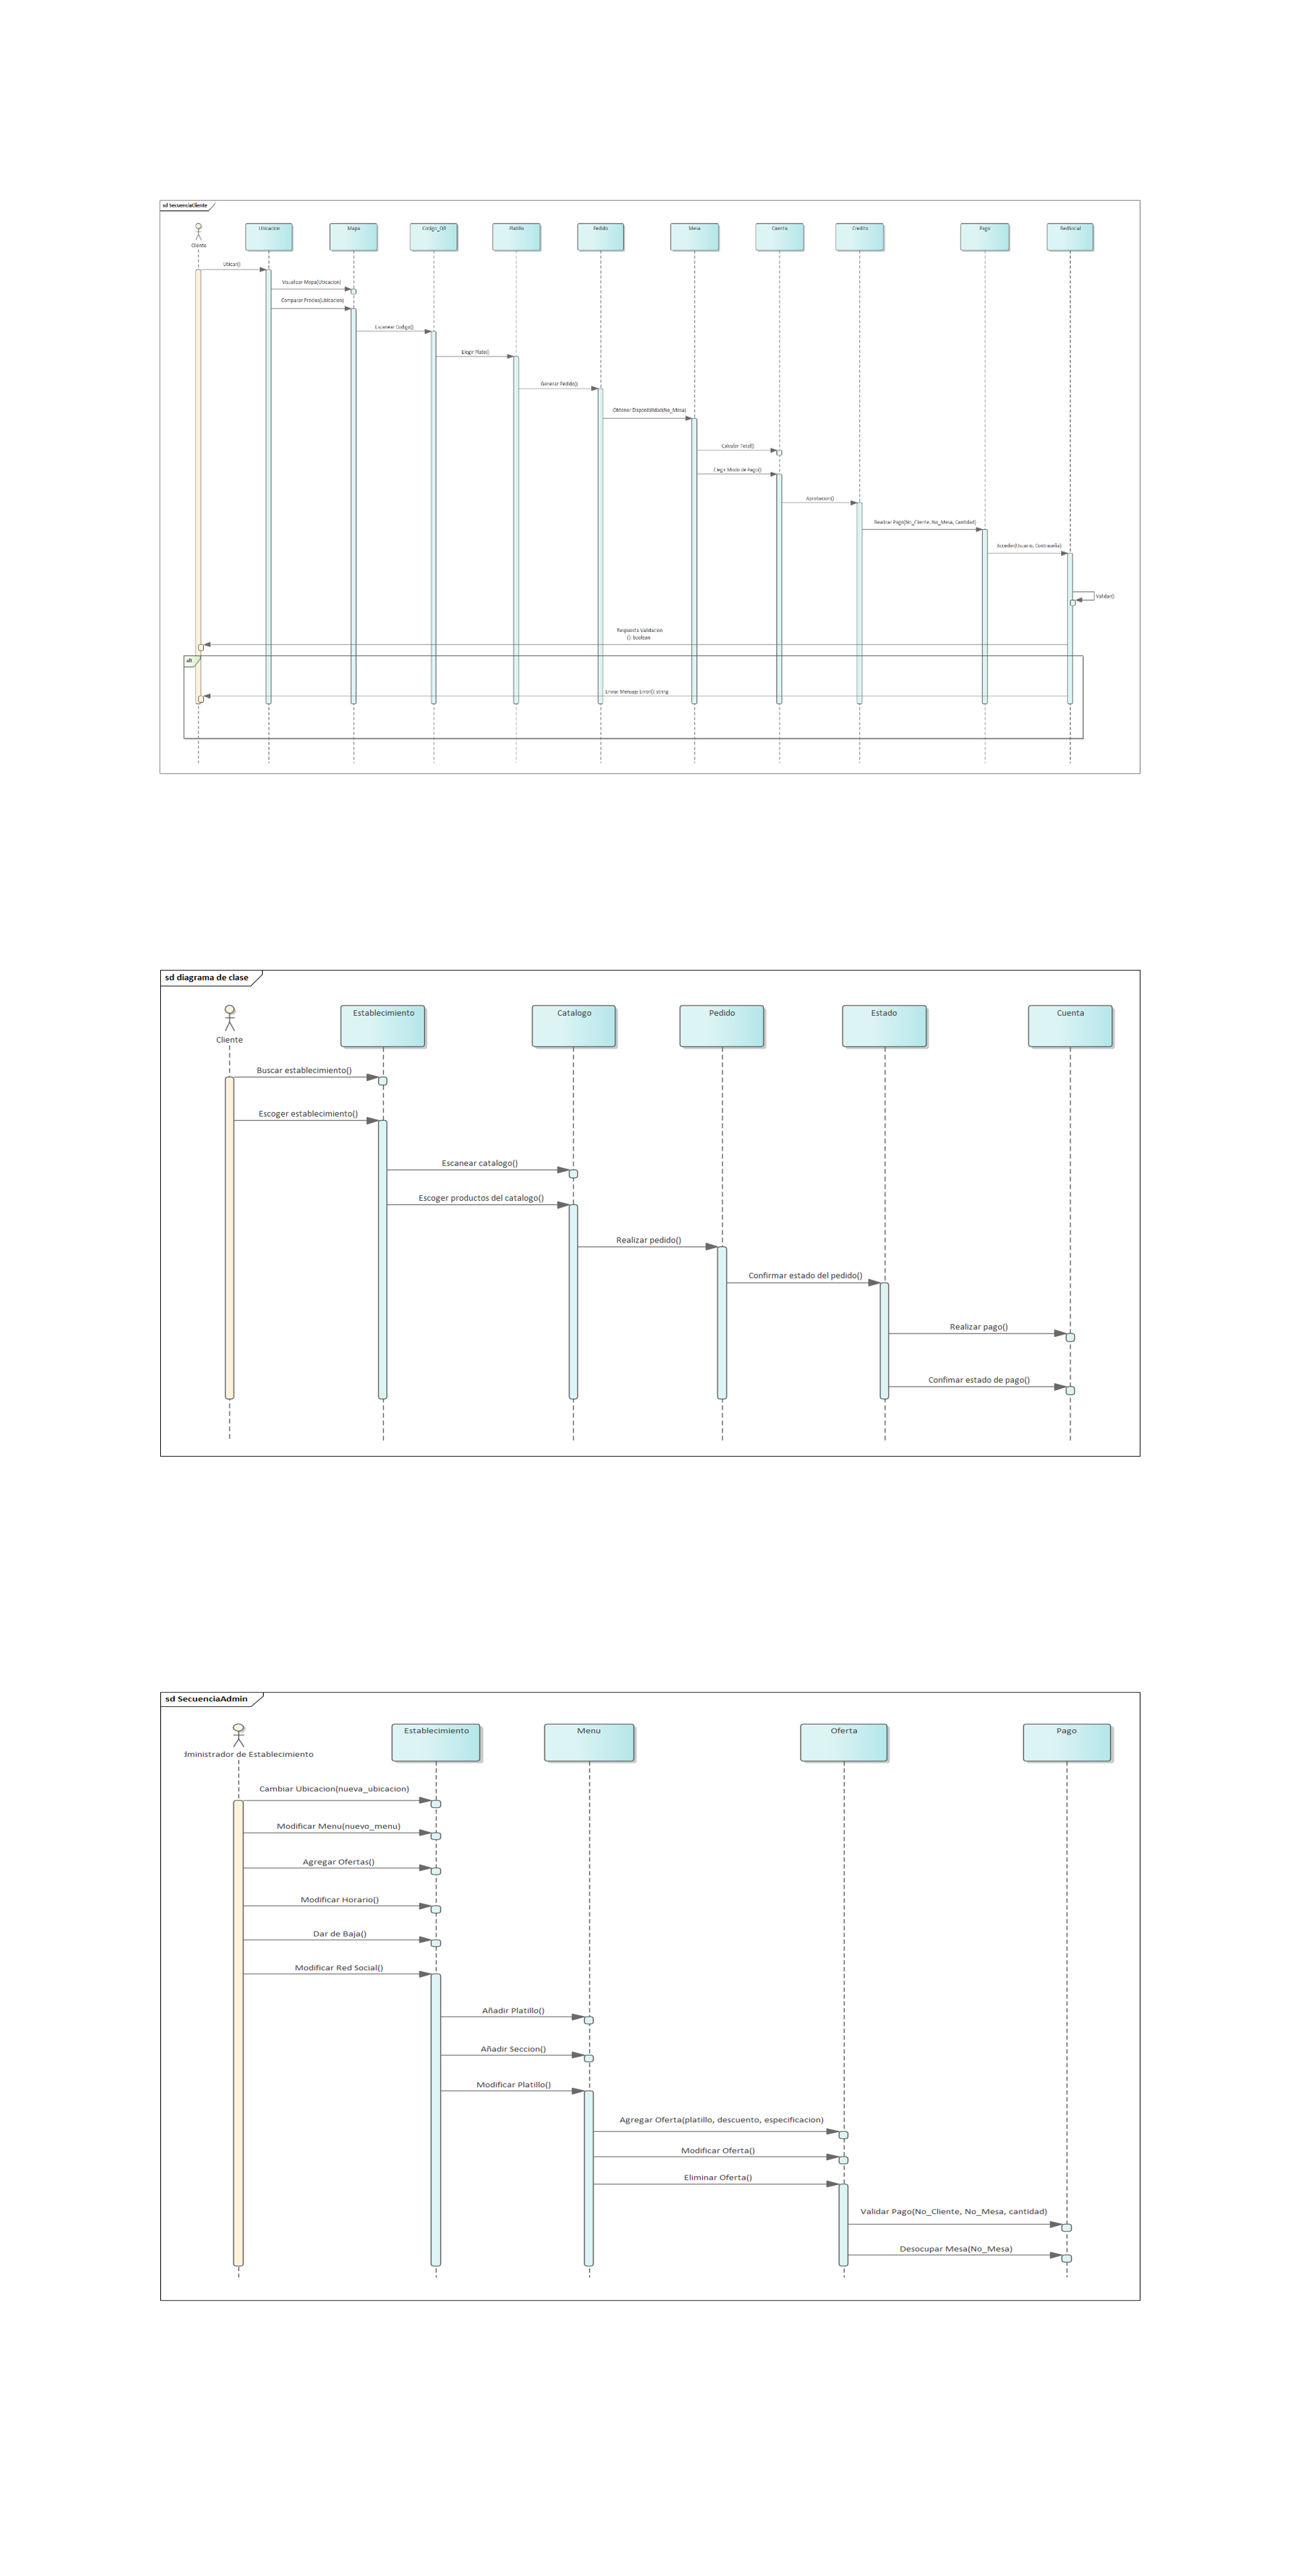 sd SecuenciaCliente
Cliente
Ubicacion
Mapa
Codigo_QR
Platillo
Pedido
Mesa
Cuenta
Credito
Pago
RedSocial
Ubicar()
Visualizar Mapa(Ubicacion)
Comparar Precios(Ubicacion)
Escanear Codigo()
Elegir Plato()
Generar Pedido()
Obtener Disponibilidad(No_Mesa)
Calcular Total()
Elegir Modo de Pago()
Aprobacion()
Realizar Pago(No_Cliente, No_Mesa, Cantidad)
Acceder(Usuario, Contraseña)
Validar()
Respuesta Validacion
(): boolean
alt
Enviar Mensaje Error(): string
sd diagrama de clase
Cliente
Establecimiento
Catalogo
Pedido
Estado
Cuenta
Buscar establecimiento()
Escoger establecimiento()
Escanear catalogo()
Escoger productos del catalogo()
Realizar pedido()
Confirmar estado del pedido()
Realizar pago()
Confimar estado de pago()
sd SecuenciaAdmin
dministrador de Establecimiento
Establecimiento
Menu
Oferta
Pago
Cambiar Ubicacion(nueva_ubicacion)
Modificar Menu(nuevo_menu)
Agregar Ofertas()
Modificar Horario()
Dar de Baja()
Modificar Red Social()
Añadir Platillo()
Añadir Seccion()
Modificar Platillo()
Agregar Oferta(platillo, descuento, especificacion)
Modificar Oferta()
Eliminar Oferta()
Validar Pago(No_Cliente, No_Mesa, cantidad)
Desocupar Mesa(No_Mesa)